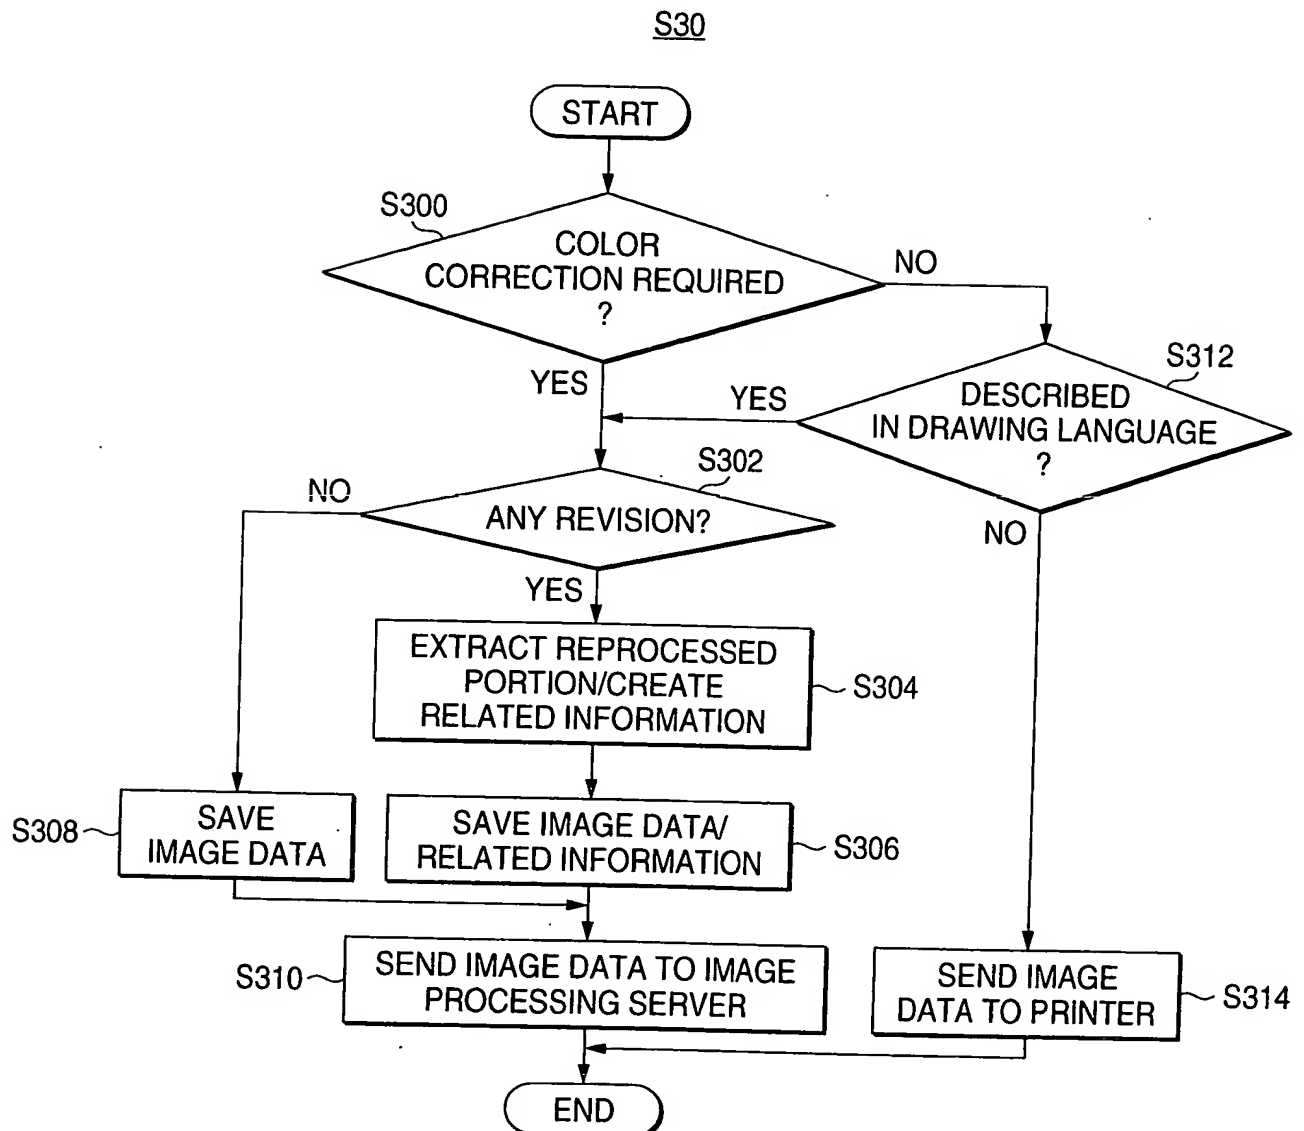 S30
START
S300
COLOR
CORRECTION REQUIRED
?
NO
YES
S312
DESCRIBED
IN DRAWING LANGUAGE
?
YES
NO
S302
ANY REVISION?
NO
YES
EXTRACT REPROCESSED
PORTION/CREATE
RELATED INFORMATION
S304
S308
SAVE
IMAGE DATA
SAVE IMAGE DATA/
RELATED INFORMATION
S306
S310
SEND IMAGE DATA TO IMAGE
PROCESSING SERVER
SEND IMAGE
DATA TO PRINTER
S314
END